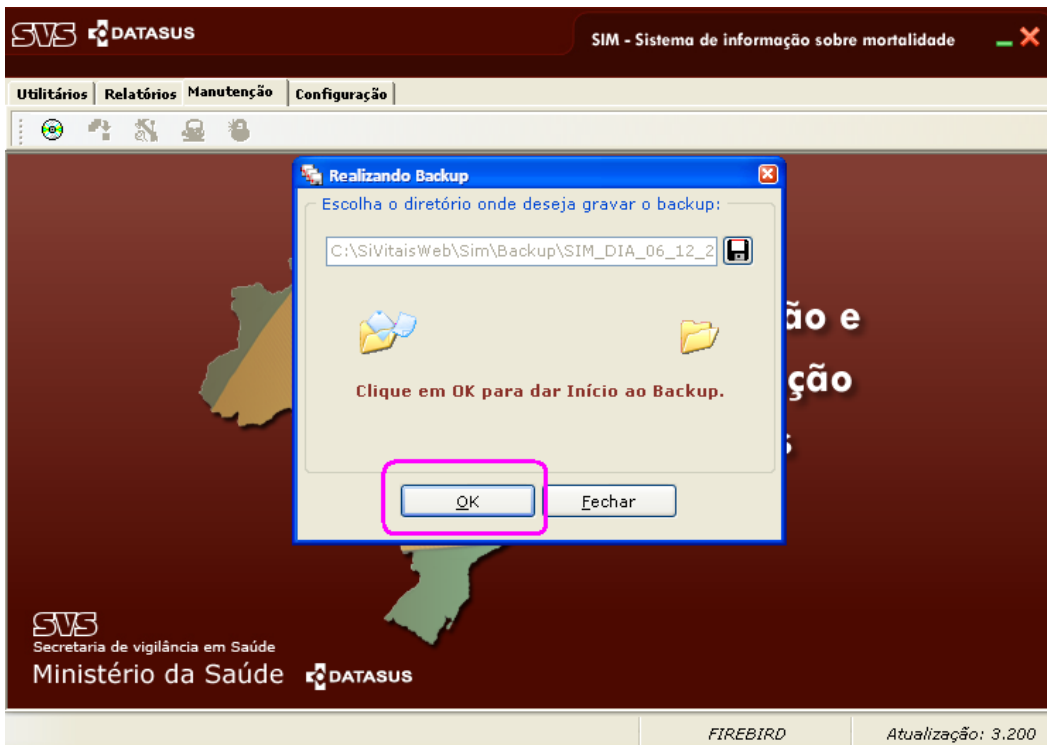 SVS DATASUS
SIM - Sistema de informação sobre mortalidade
Utilitários Relatórios Manutenção Configuração
Realizando Backup
Escolha o diretório onde deseja gravar o backup:
C:\SiVitaisWeb\Sim\Backup\SIM_DIA_06_12_2
ão e
Clique em OK para dar Início ao Backup.
ção
s
OK Fechar
SVS
Secretaria de vigilância em Saúde
Ministério da Saúde DATASUS
FIREBIRD Atualização: 3.200